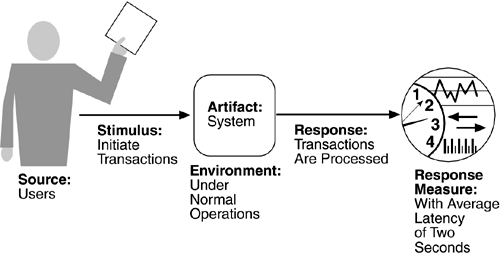 Source:
Users
Stimulus:
Initiate
Transactions
Artifact:
System
Environment:
Under
Normal
Operations
Response:
Transactions
Are Processed
1
2
3
4
Response
Measure:
With Average
Latency
of Two
Seconds